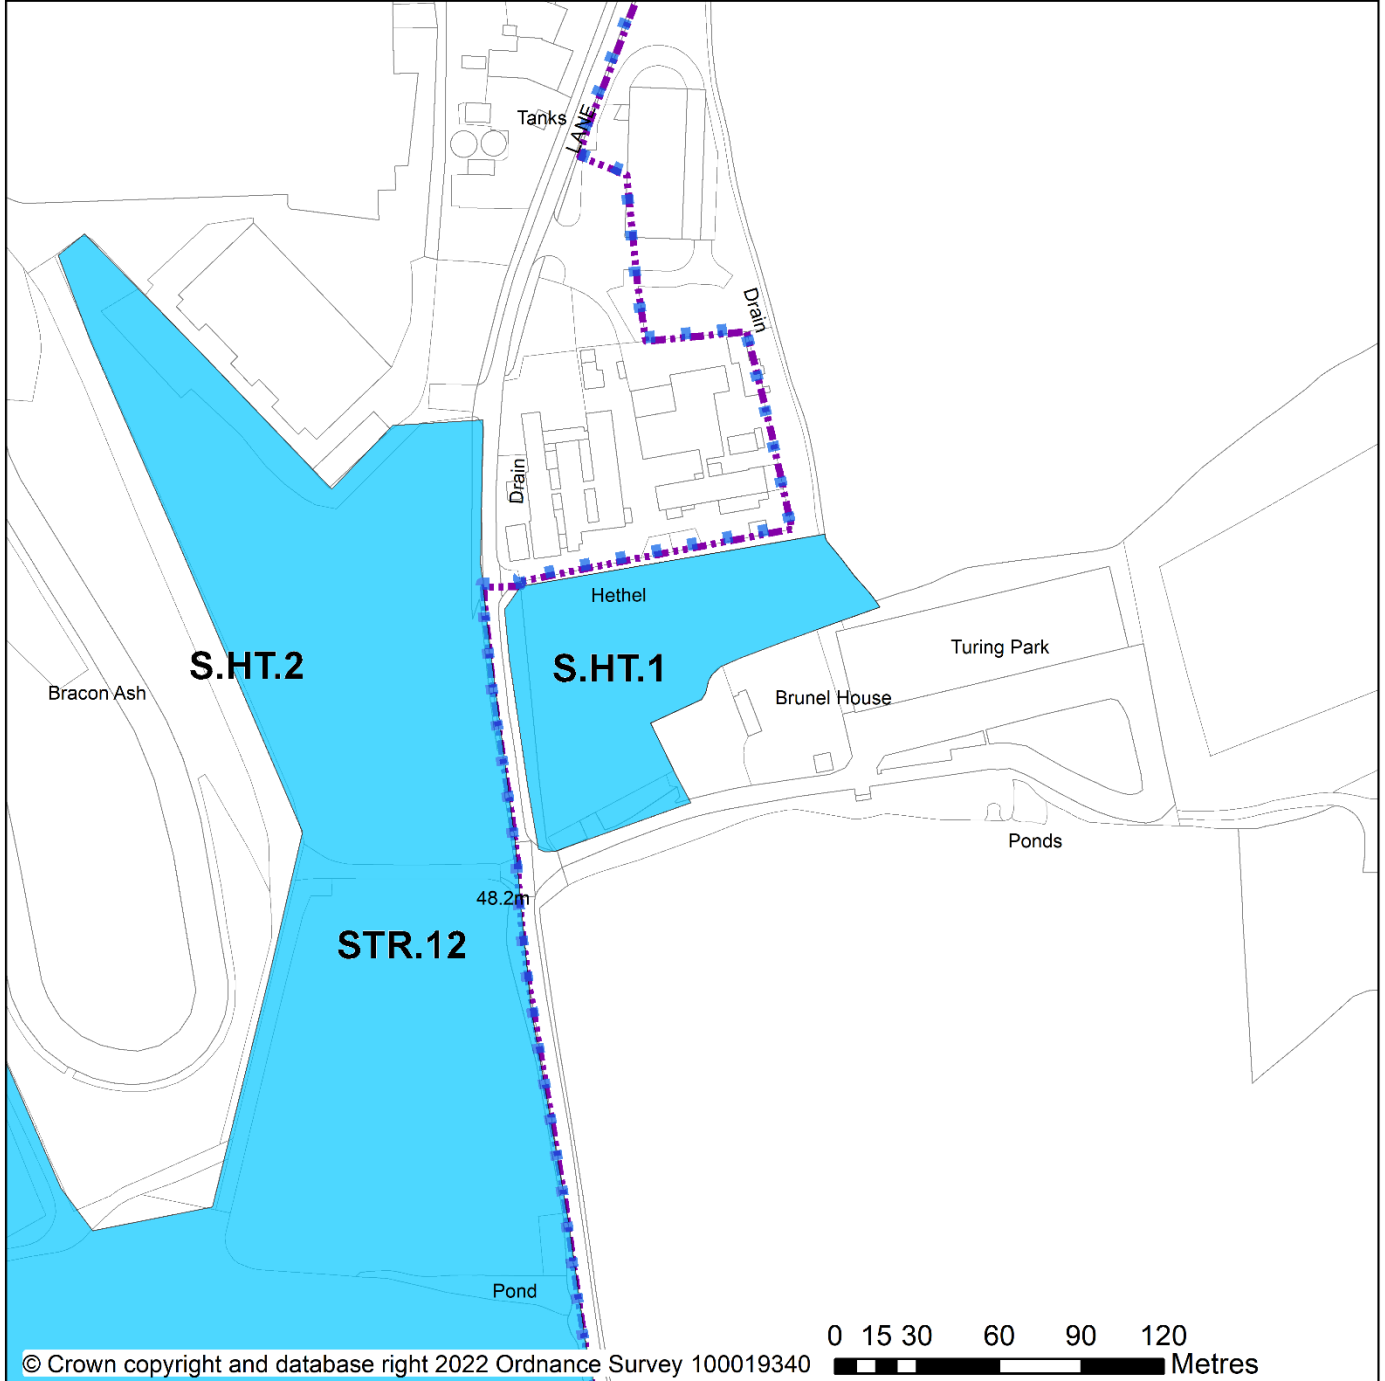 Tanks
LANE
Drain
Drain
Hethel
S.HT.2
S.HT.1
Turing Park
Bracon Ash
Brunel House
Ponds
48.2m
STR.12
Pond
0 15 30 60 90 120
© Crown copyright and database right 2022 Ordnance Survey 100019340
Metres